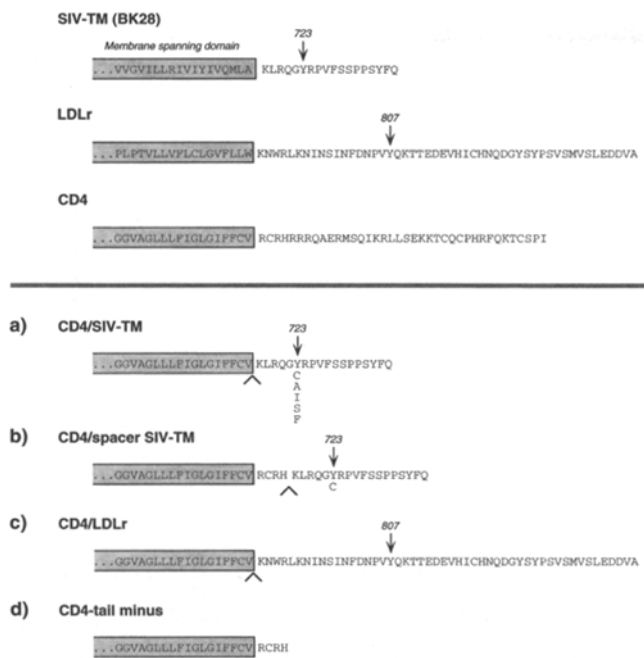 SIV-TM (BK28)
Membrane spanning domain
723
...VVGVILLRIVIYIVQMLA KLRQGYRPVFSSPPSYFQ
LDLr
807
...PLPTVLLVFLCLGVFLLW KNWRLKNINSINFDNPVYQKTTEDEVHICHNQDGYSYPSVSMVSLEDDVA
CD4
...GGVAGLLLFIGLGIFFCV RCRHRRRQAERMSQIKRLLSEKKTCQCPHRFQKTCSPI
a) CD4/SIV-TM
723
...GGVAGLLLFIGLGIFFCV KLRQGYRPVFSSPPSYFQ
C
A
I
S
F
b) CD4/spacer SIV-TM
723
...GGVAGLLLFIGLGIFFCV RCRH KLRQGYRPVFSSPPSYFQ
C
c) CD4/LDLr
807
...GGVAGLLLFIGLGIFFCV KNWRLKNINSINFDNPVYQKTTEDEVHICHNQDGYSYPSVSMVSLEDDVA
d) CD4-tail minus
...GGVAGLLLFIGLGIFFCV RCRH